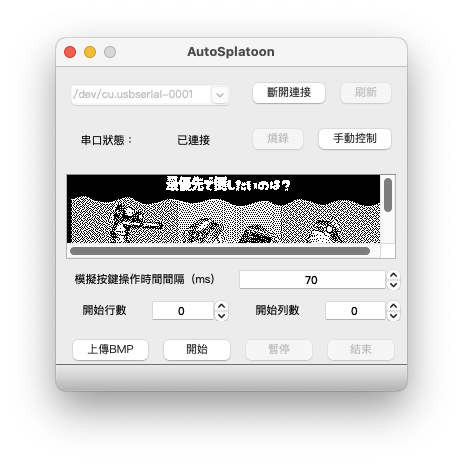 AutoSplatoon
/dev/cu.usbserial-0001
斷開連接
刷新
串口狀態：
已連接
燒錄
手動控制
最優先で倒したいのは？
模擬按鍵操作時間間隔（ms）
70
開始行數
0
開始列數
0
上傳BMP
開始
暫停
結束